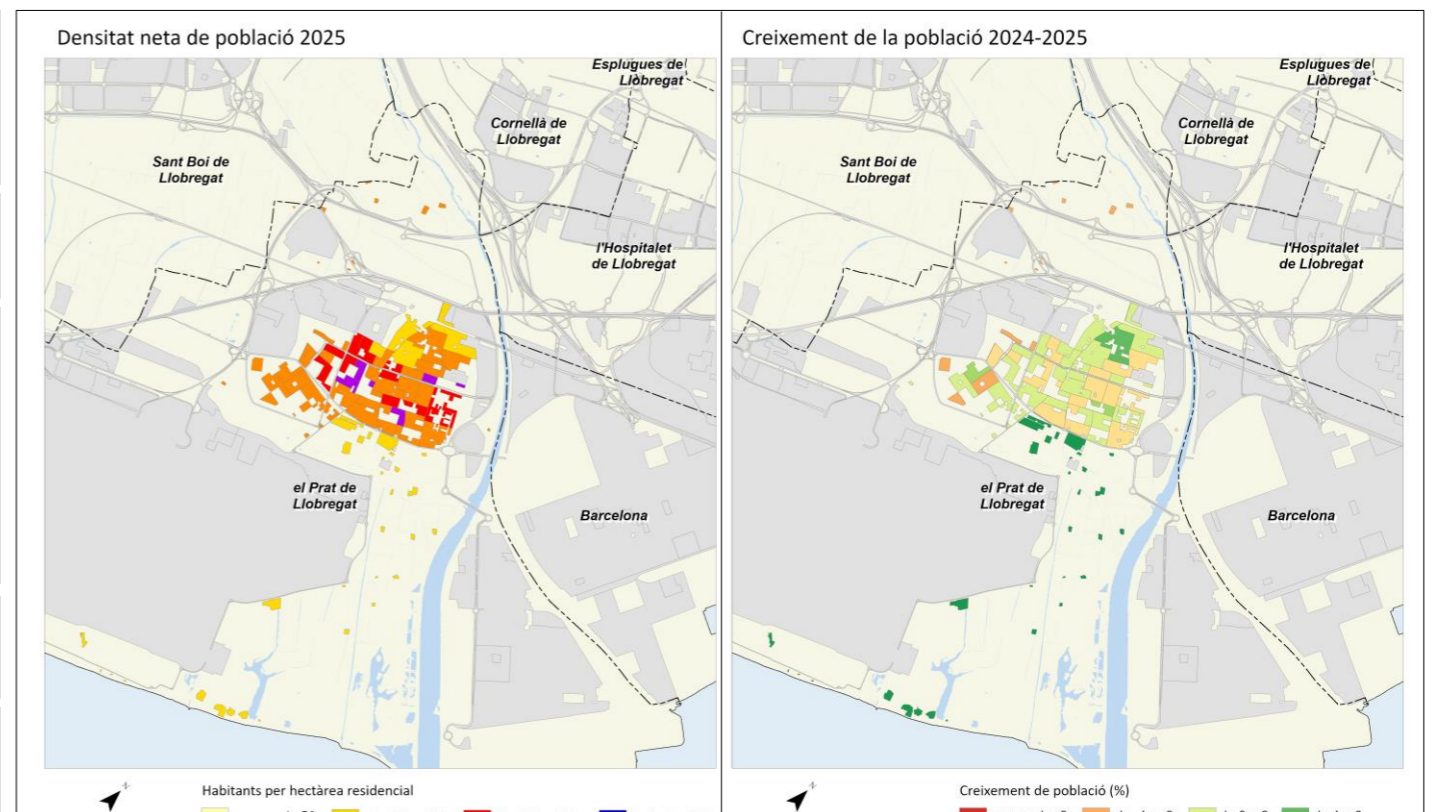 Densitat neta de població 2025
Esplugues de
Llobregat
Cornellà de
Llobregat
Sant Boi de
Llobregat
l'Hospitalet
de Llobregat
el Prat de
Llobregat
Barcelona
Habitants per hectàrea residencial
Creixement de la població 2024-2025
Esplugues de
Llobregat
Cornellà de
Llobregat
Sant Boi de
Llobregat
l'Hospitalet
de Llobregat
el Prat de
Llobregat
Barcelona
Creixement de població (%)